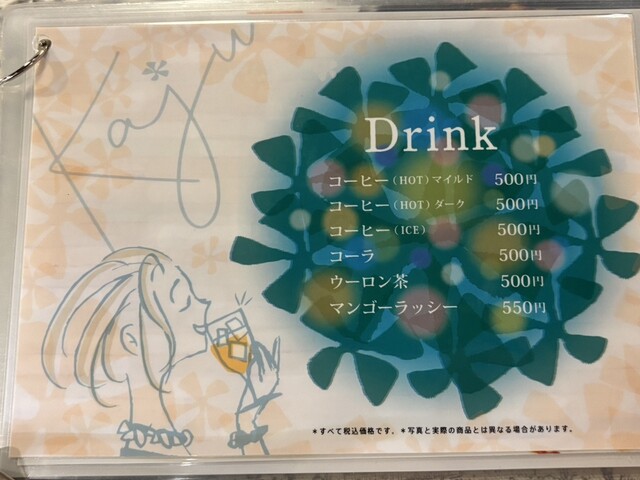 Kaju*
Drink
コーヒー(HOT)マイルド 500円
コーヒー(HOT)ダーク 500円
コーヒー(ICE) 500円
コーラ 500円
ウーロン茶 500円
マンゴーラッシー 550円
*すべて税込価格です。*写真と実際の商品とは異なる場合があります。